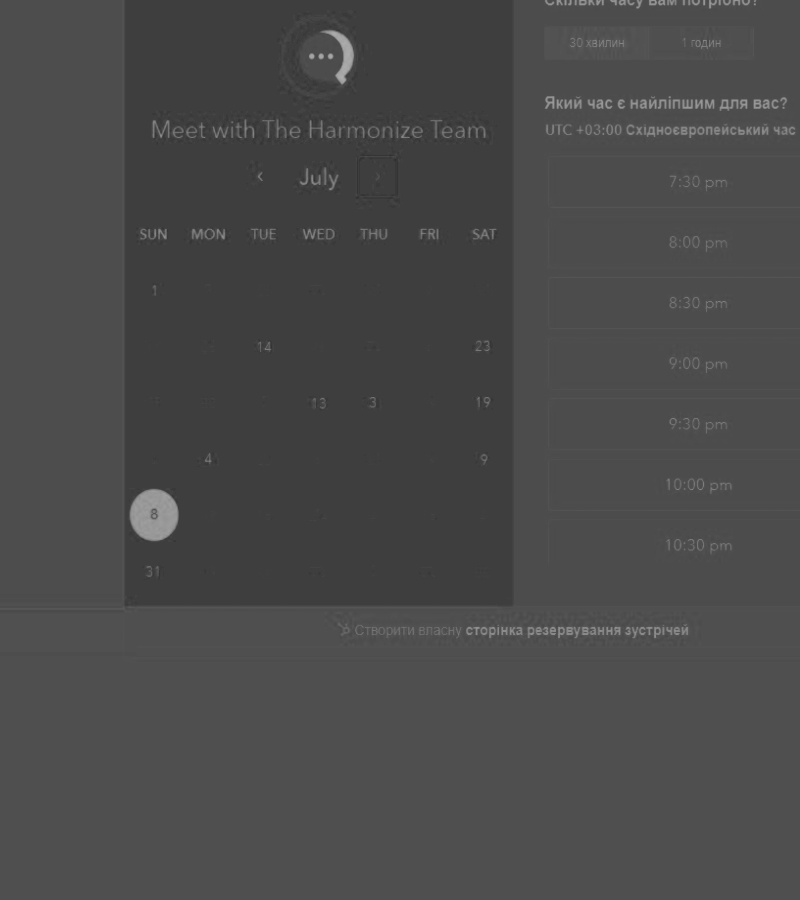 Meet with The Harmonize Team
‹ July ›
SUN MON TUE WED THU FRI SAT
1
14 23
13 3 19
4 9
8
31
Скільки часу вам потрібно?
30 хвилин 1 годин
Який час є найліпшим для вас?
UTC +03:00 Східноєвропейський час
7:30 pm
8:00 pm
8:30 pm
9:00 pm
9:30 pm
10:00 pm
10:30 pm
Створити власну сторінка резервування зустрічей